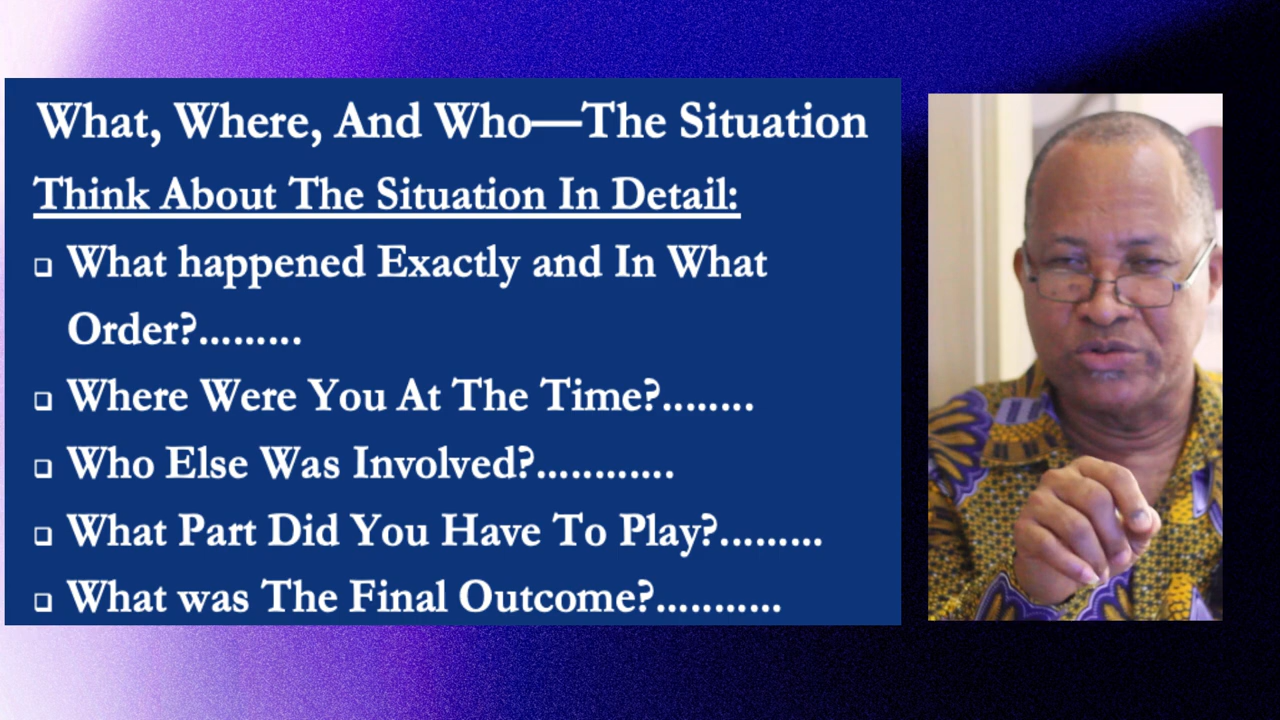 What, Where, And Who—The Situation
Think About The Situation In Detail:
❑ What happened Exactly and In What
Order?.........
❑ Where Were You At The Time?........
❑ Who Else Was Involved?............
❑ What Part Did You Have To Play?.........
❑ What was The Final Outcome?...........